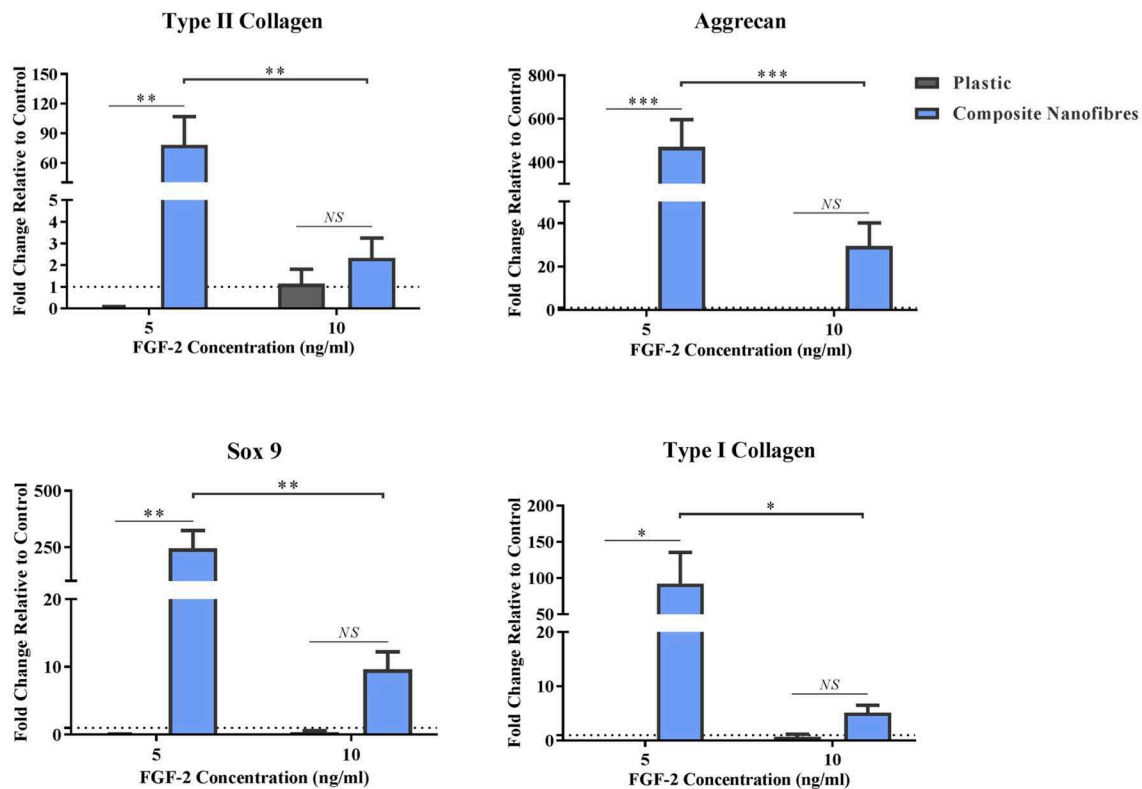 Type II Collagen
Fold Change Relative to Control
150
120
90
60
5
4
3
2
1
0
**
**
NS
5
10
FGF-2 Concentration (ng/ml)
Aggrecan
Fold Change Relative to Control
800
600
400
40
20
0
***
***
NS
5
10
FGF-2 Concentration (ng/ml)
Plastic
Composite Nanofibres
Sox 9
Fold Change Relative to Control
500
250
20
10
0
**
**
NS
5
10
FGF-2 Concentration (ng/ml)
Type I Collagen
Fold Change Relative to Control
200
150
100
50
20
10
0
*
*
NS
5
10
FGF-2 Concentration (ng/ml)